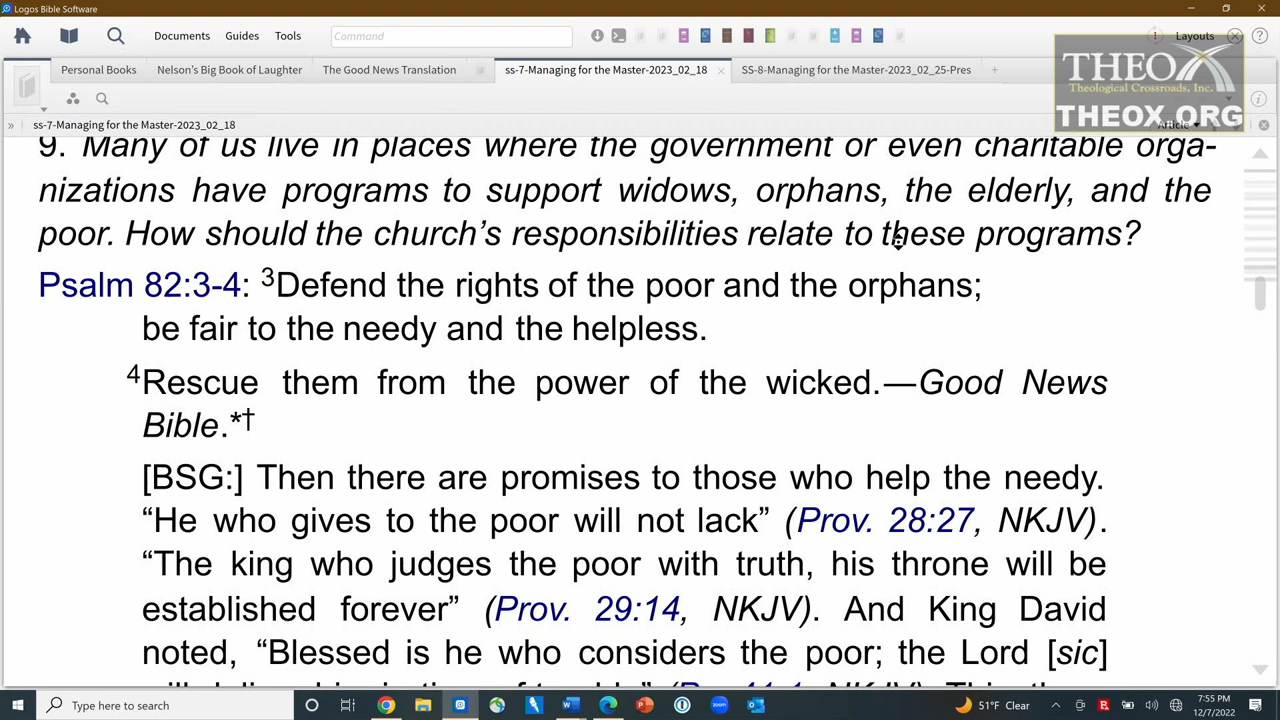 Logos Bible Software
Documents Guides Tools Command Layouts
THEOX
Theological Crossroads, Inc.
THEOX.ORG
Personal Books Nelson's Big Book of Laughter The Good News Translation ss-7-Managing for the Master-2023_02_18 SS-8-Managing for the Master-2023_02_25-Pres
» ss-7-Managing for the Master-2023_02_18 Article
9. Many of us live in places where the government or even charitable orga-
nizations have programs to support widows, orphans, the elderly, and the
poor. How should the church’s responsibilities relate to these programs?
Psalm 82:3-4: ³Defend the rights of the poor and the orphans;
be fair to the needy and the helpless.
⁴Rescue them from the power of the wicked.—Good News
Bible.*†
[BSG:] Then there are promises to those who help the needy.
“He who gives to the poor will not lack” (Prov. 28:27, NKJV).
“The king who judges the poor with truth, his throne will be
established forever” (Prov. 29:14, NKJV). And King David
noted, “Blessed is he who considers the poor; the Lord [sic]
Type here to search
51°F Clear
7:55 PM
12/7/2022